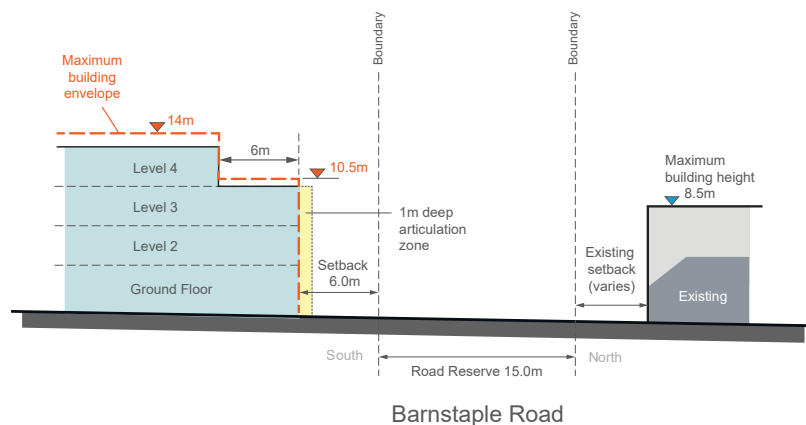 Boundary
Boundary
Maximum
building
envelope
14m
6m
10.5m
Maximum
building height
8.5m
Level 4
Level 3
1m deep
articulation
zone
Level 2
Setback
6.0m
Existing
setback
(varies)
Ground Floor
Existing
South
North
Road Reserve 15.0m
Barnstaple Road